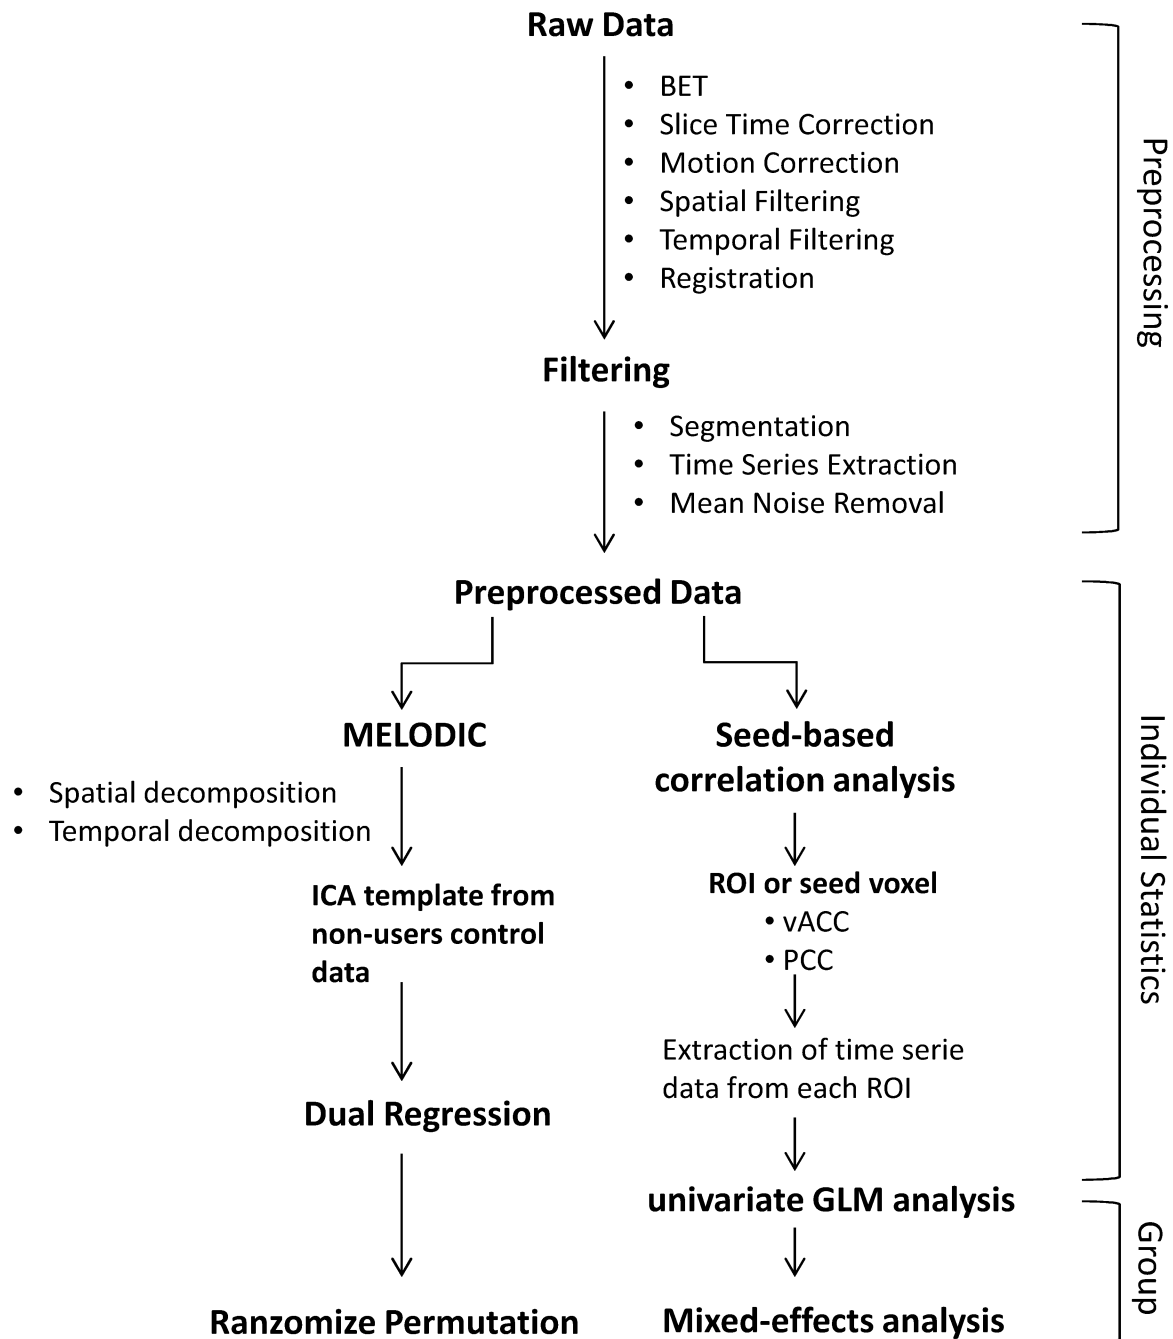 Raw Data
• BET
• Slice Time Correction
• Motion Correction
• Spatial Filtering
• Temporal Filtering
• Registration
Filtering
• Segmentation
• Time Series Extraction
• Mean Noise Removal
Preprocessing
Preprocessed Data
MELODIC
• Spatial decomposition
• Temporal decomposition
ICA template from
non-users control
data
Dual Regression
Ranzomize Permutation
Seed-based
correlation analysis
ROI or seed voxel
• vACC
• PCC
Extraction of time serie
data from each ROI
univariate GLM analysis
Mixed-effects analysis
Individual Statistics
Group